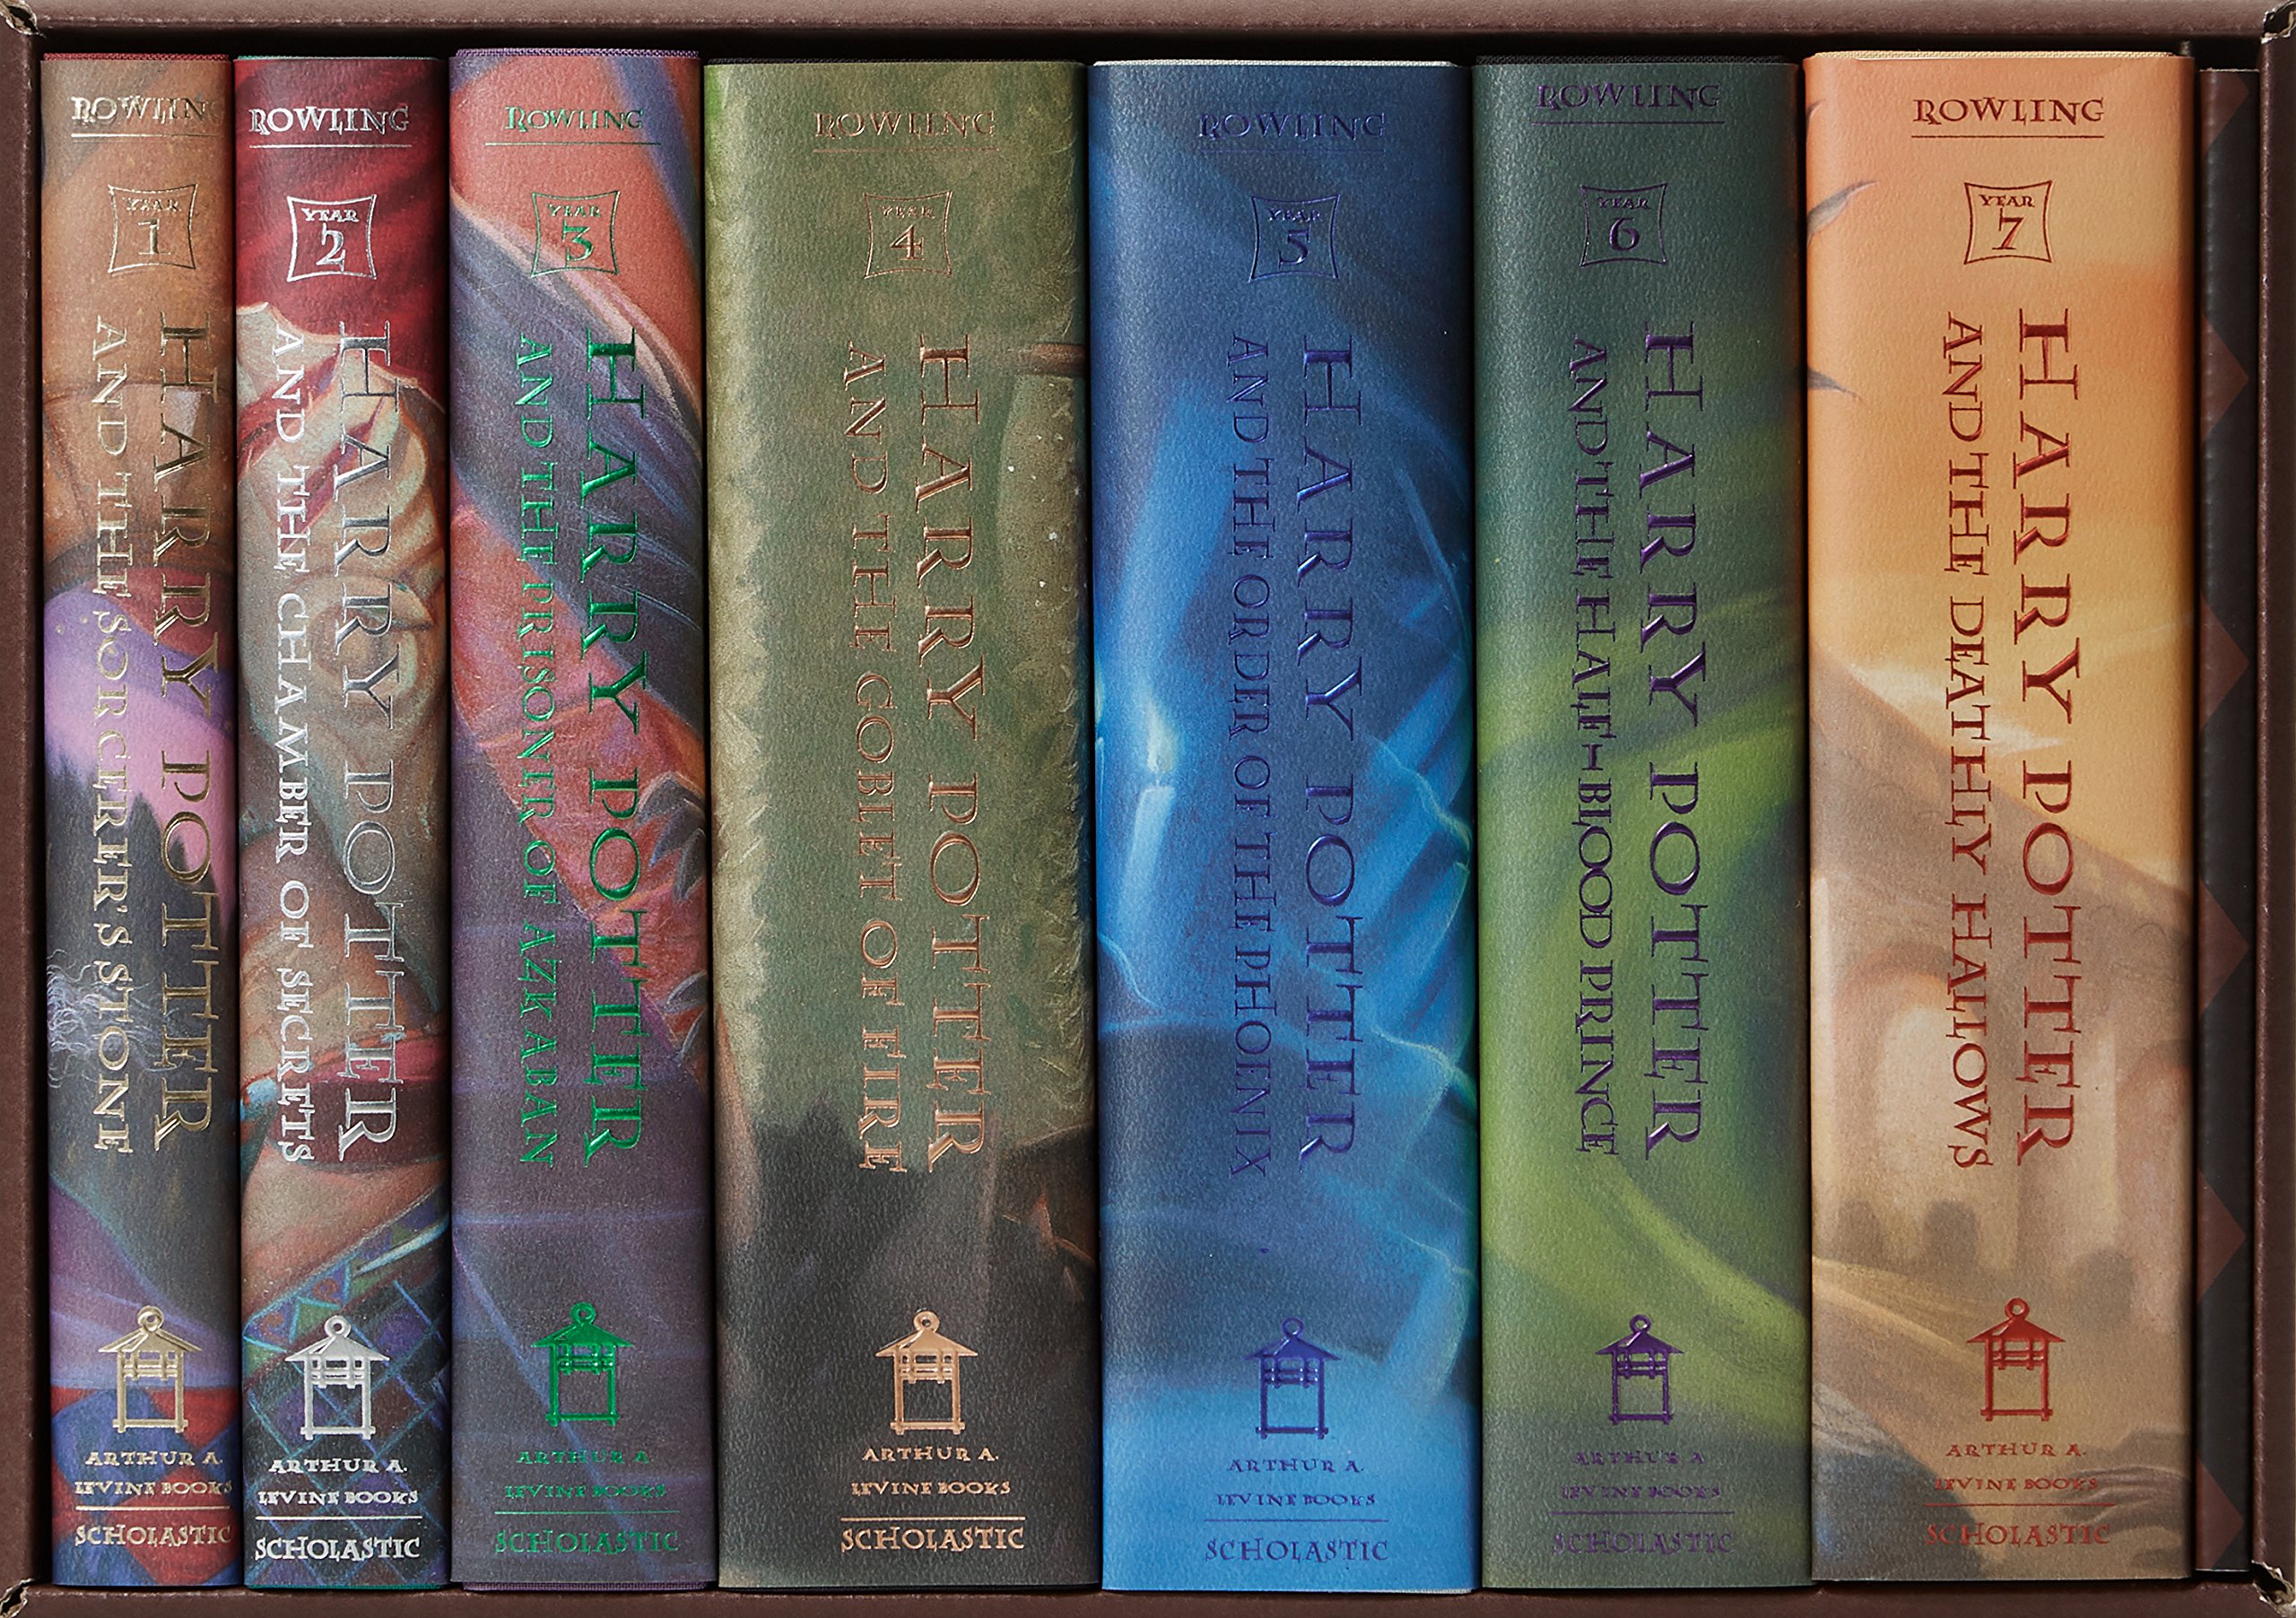 ROWLING
YEAR
1
HARRY POTTER
AND THE SORCERER'S STONE
ARTHUR A.
LEVINE BOOKS
SCHOLASTIC
ROWLING
YEAR
2
HARRY POTTER
AND THE CHAMBER OF SECRETS
ARTHUR A.
LEVINE BOOKS
SCHOLASTIC
ROWLING
YEAR
3
HARRY POTTER
AND THE PRISONER OF AZKABAN
ARTHUR A.
LEVINE BOOKS
SCHOLASTIC
ROWLING
YEAR
4
HARRY POTTER
AND THE GOBLET OF FIRE
ARTHUR A.
LEVINE BOOKS
SCHOLASTIC
ROWLING
YEAR
5
HARRY POTTER
AND THE ORDER OF THE PHOENIX
ARTHUR A.
LEVINE BOOKS
SCHOLASTIC
ROWLING
YEAR
6
HARRY POTTER
AND THE HALF-BLOOD PRINCE
ARTHUR A.
LEVINE BOOKS
SCHOLASTIC
ROWLING
YEAR
7
HARRY POTTER
AND THE DEATHLY HALLOWS
ARTHUR A.
LEVINE BOOKS
SCHOLASTIC